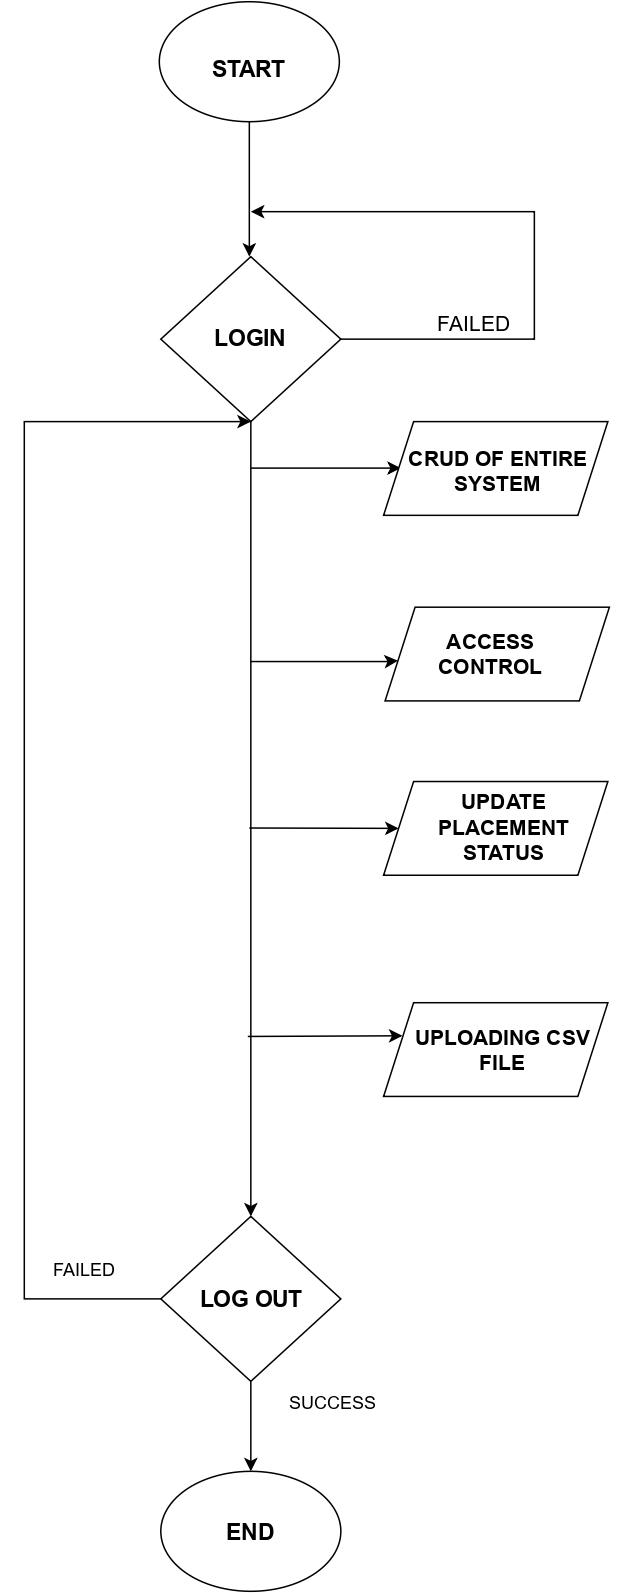 START
FAILED
LOGIN
CRUD OF ENTIRE
SYSTEM
ACCESS
CONTROL
UPDATE
PLACEMENT
STATUS
UPLOADING CSV
FILE
FAILED
LOG OUT
SUCCESS
END